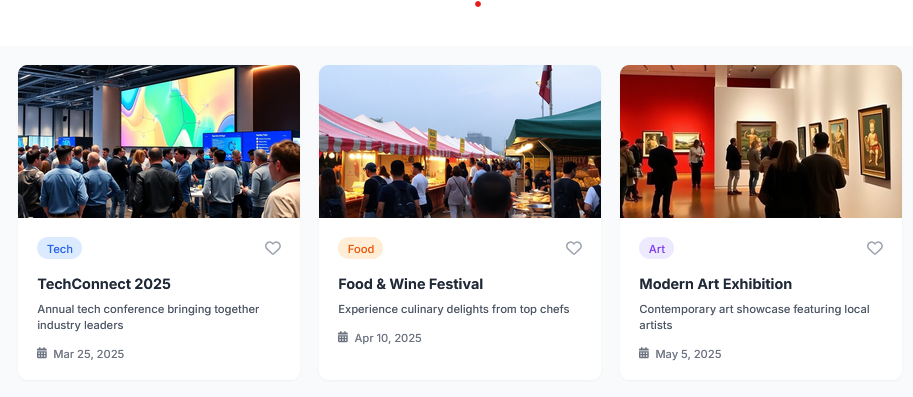 Tech
TechConnect 2025
Annual tech conference bringing together
industry leaders
Mar 25, 2025
Food
Food & Wine Festival
Experience culinary delights from top chefs
Apr 10, 2025
Art
Modern Art Exhibition
Contemporary art showcase featuring local
artists
May 5, 2025